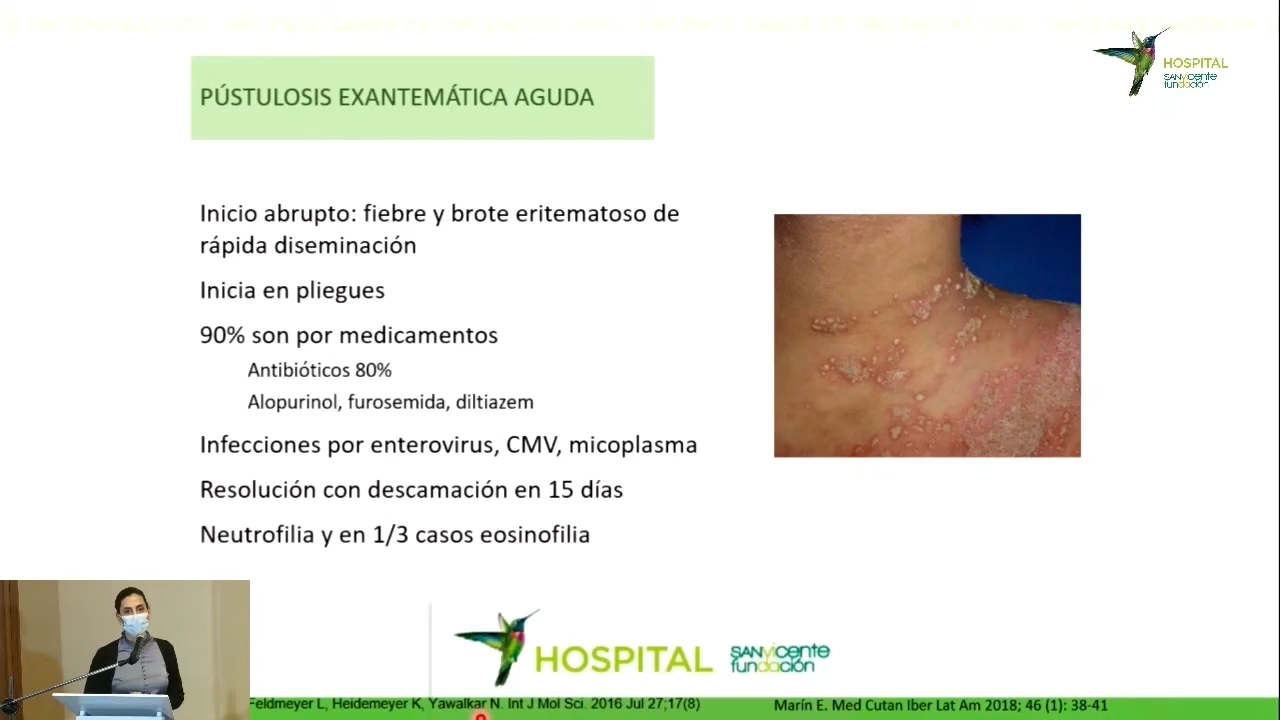 HOSPITAL
SANVicente
fundación
PÚSTULOSIS EXANTEMÁTICA AGUDA
Inicio abrupto: fiebre y brote eritematoso de
rápida diseminación
Inicia en pliegues
90% son por medicamentos
Antibióticos 80%
Alopurinol, furosemida, diltiazem
Infecciones por enterovirus, CMV, micoplasma
Resolución con descamación en 15 días
Neutrofilia y en 1/3 casos eosinofilia
HOSPITAL
SANVicente
fundación
Feldmeyer L, Heidemeyer K, Yawalkar N. Int J Mol Sci. 2016 Jul 27;17(8)
Marín E. Med Cutan Iber Lat Am 2018; 46 (1): 38-41